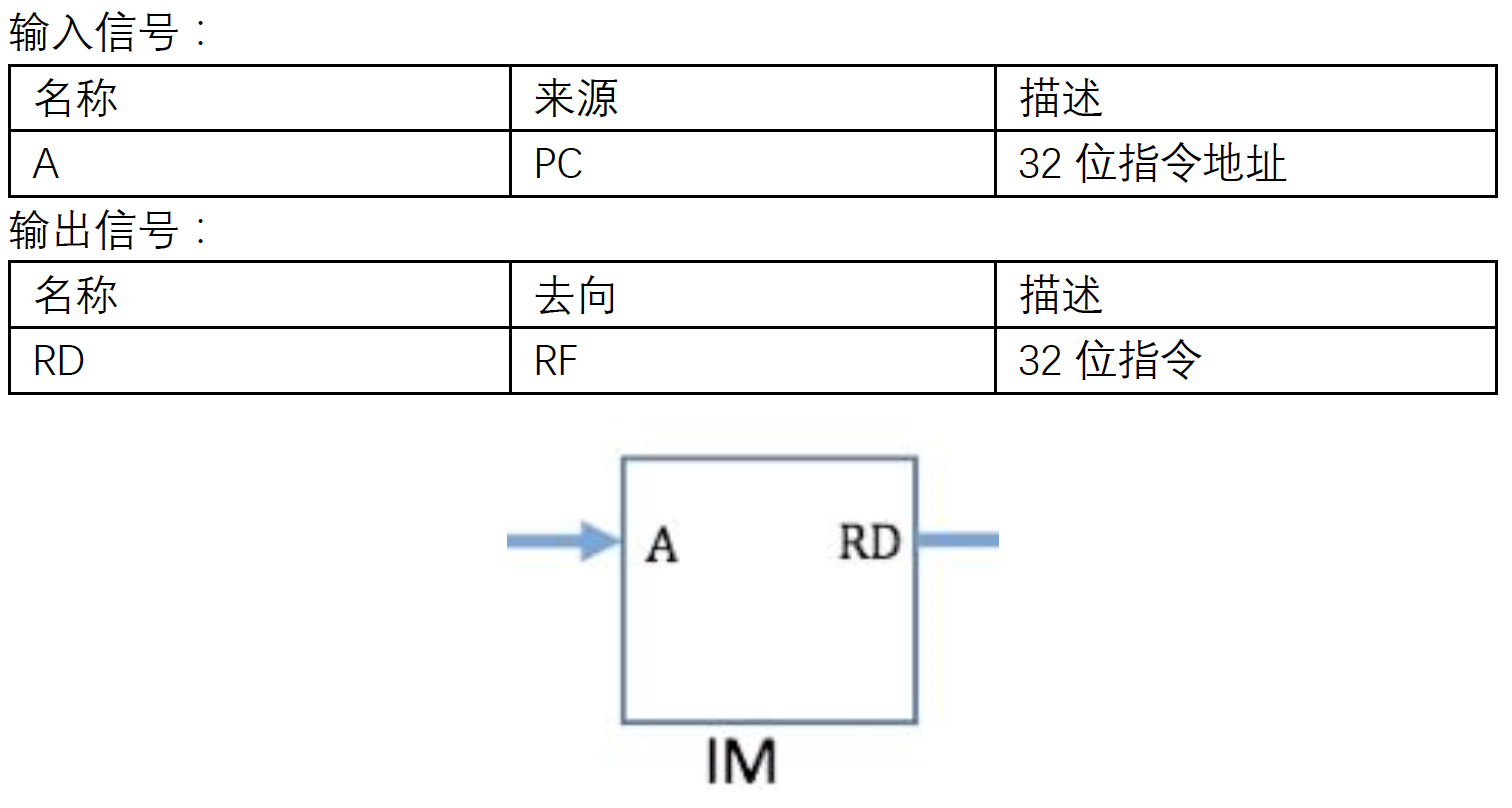 输入信号：
名称 来源 描述
A PC 32 位指令地址
输出信号：
名称 去向 描述
RD RF 32 位指令
A RD
IM